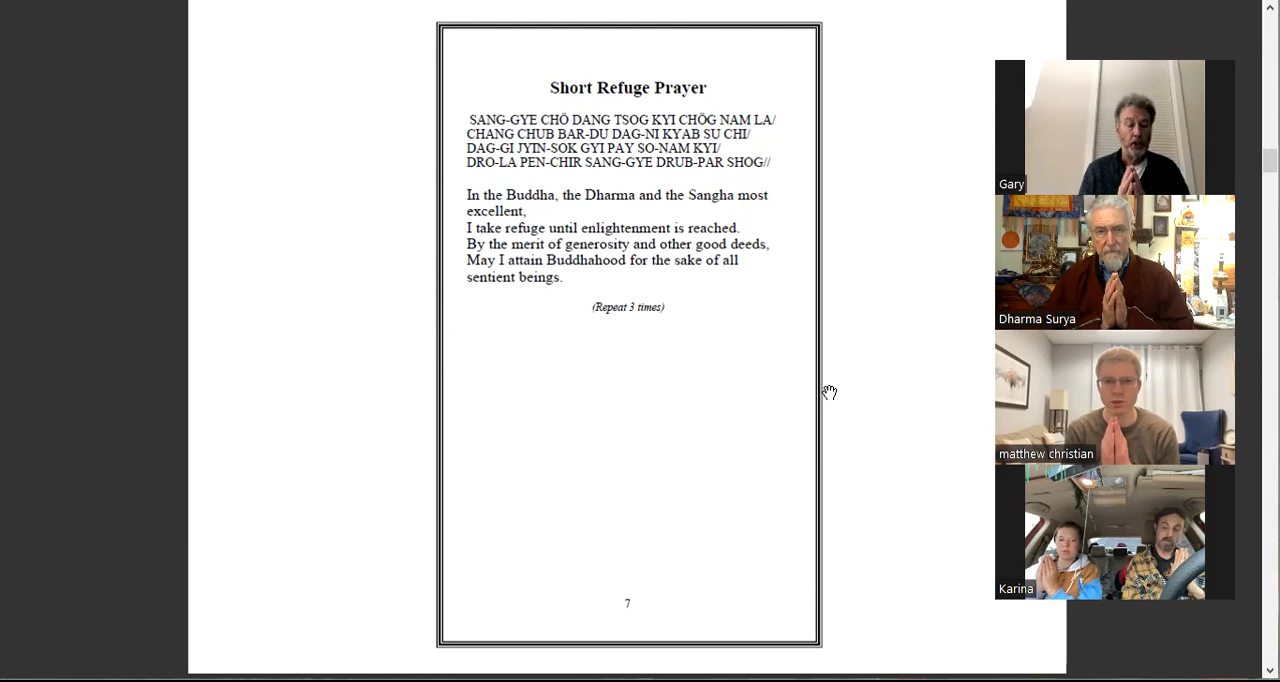 Short Refuge Prayer
SANG-GYE CHÖ DANG TSOG KYI CHÖG NAM LA/
CHANG CHUB BAR-DU DAG-NI KYAB SU CHI/
DAG-GI JYIN-SOK GYI PAY SO-NAM KYI/
DRO-LA PEN-CHIR SANG-GYE DRUB-PAR SHOG//
In the Buddha, the Dharma and the Sangha most
excellent,
I take refuge until enlightenment is reached.
By the merit of generosity and other good deeds,
May I attain Buddhahood for the sake of all
sentient beings.
(Repeat 3 times)
7
Gary
Dharma Surya
matthew christian
Karina